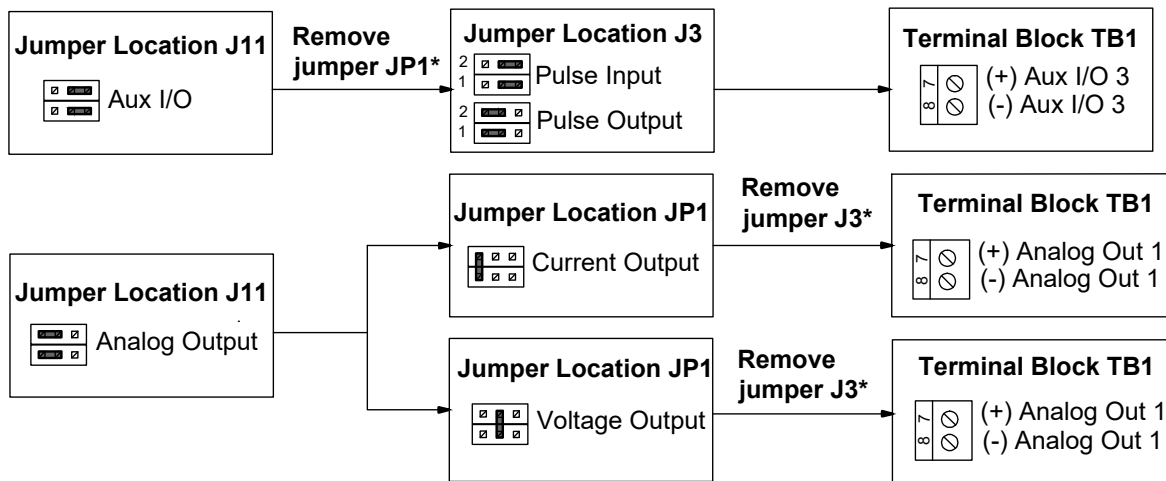 Jumper Location J11
Aux I/O
Remove
jumper JP1*
Jumper Location J3
2
1
Pulse Input
2
1
Pulse Output
Terminal Block TB1
7
8
(+) Aux I/O 3
(-) Aux I/O 3
Jumper Location J11
Analog Output
Jumper Location JP1
Current Output
Remove
jumper J3*
Terminal Block TB1
7
8
(+) Analog Out 1
(-) Analog Out 1
Jumper Location JP1
Voltage Output
Remove
jumper J3*
Terminal Block TB1
7
8
(+) Analog Out 1
(-) Analog Out 1